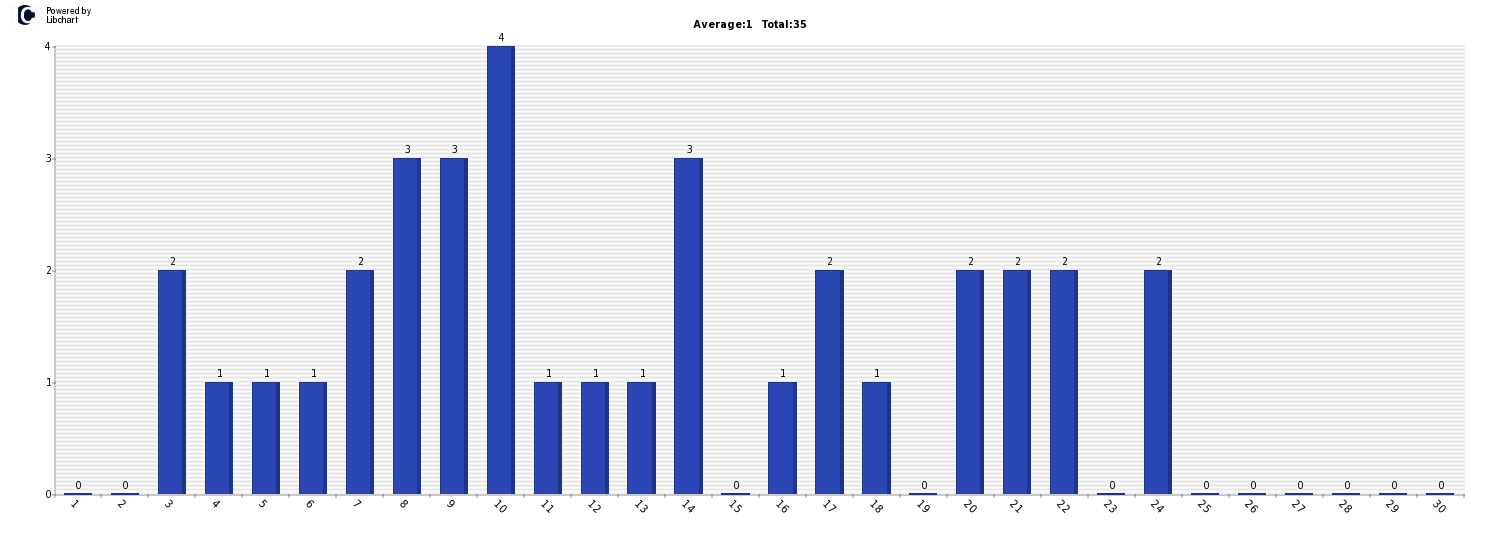 Powered by
Libchart
Average:1 Total:35
4
3
2
1
0
0 0 2 1 1 1 2 3 3 4 1 1 1 3 0 1 2 1 0 2 2 2 0 2 0 0 0 0 0 0
1 2 3 4 5 6 7 8 9 10 11 12 13 14 15 16 17 18 19 20 21 22 23 24 25 26 27 28 29 30